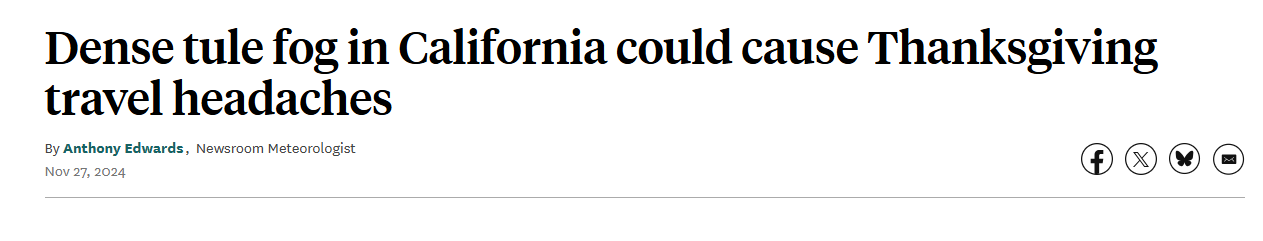 Dense tule fog in California could cause Thanksgiving
travel headaches
By Anthony Edwards, Newsroom Meteorologist
Nov 27, 2024